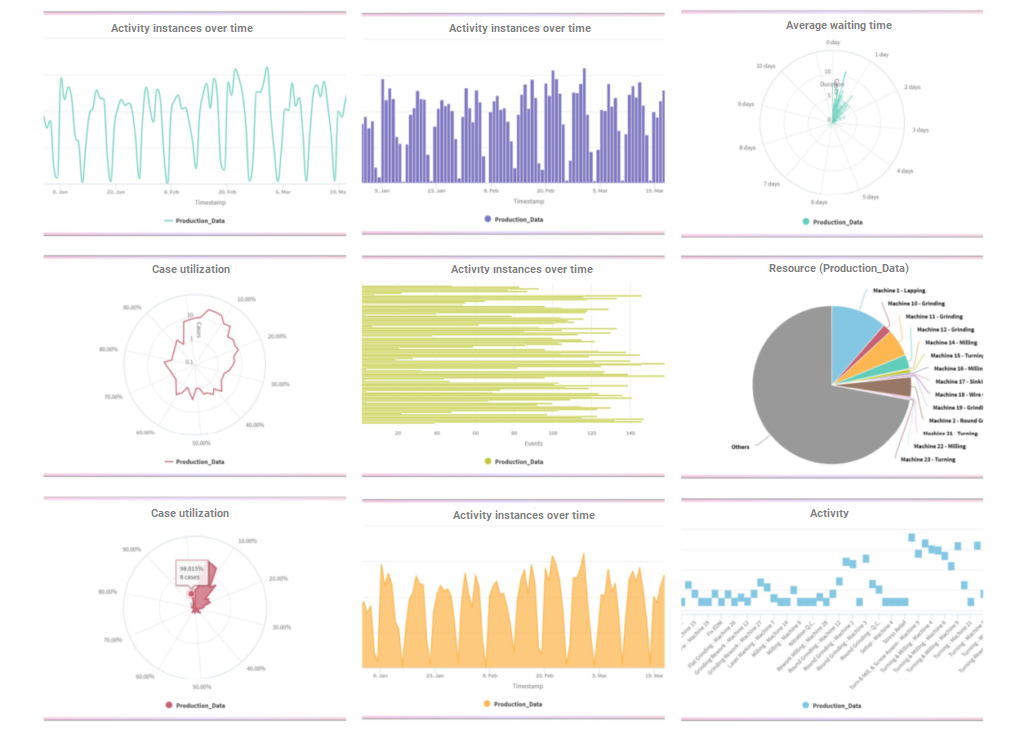 Activity instances over time
9. Jan
20. Jan
4. Feb
20. Feb
6. Mar
Timestamp
Production_Data
Activity instances over time
9. Jan
23. Jan
6. Feb
20. Feb
5. Mar
19. Mar
Timestamp
Production_Data
Average waiting time
0 day
1 day
2 days
3 days
4 days
5 days
6 days
7 days
8 days
9 days
10 days
10
5
Production_Data
Case utilization
10.00%
20.00%
30.00%
40.00%
50.00%
60.00%
70.00%
80.00%
90.00%
10
1
0.1
Cases
Production_Data
Activity instances over time
20
40
60
80
100
120
140
Events
Production_Data
Resource (Production_Data)
Machine 1 - Lapping
Machine 10 - Grinding
Machine 11 - Grinding
Machine 12 - Grinding
Machine 14 - Milling
Machine 15 - Turning
Machine 16 - Millin
Machine 17 - Sinki
Machine 18 - Wire
Machine 19 - Grindi
Machine 2 - Round G
Machine 21 - Turning
Machine 22 - Milling
Machine 23 - Turning
Others
Case utilization
10.00%
20.00%
30.00%
40.00%
50.00%
60.00%
70.00%
80.00%
90.00%
98.015%
8 cases
Production_Data
Activity instances over time
9. Jan
23. Jan
6. Feb
20. Feb
5. Mar
19. Mar
Timestamp
Production_Data
Activity
Production_Data